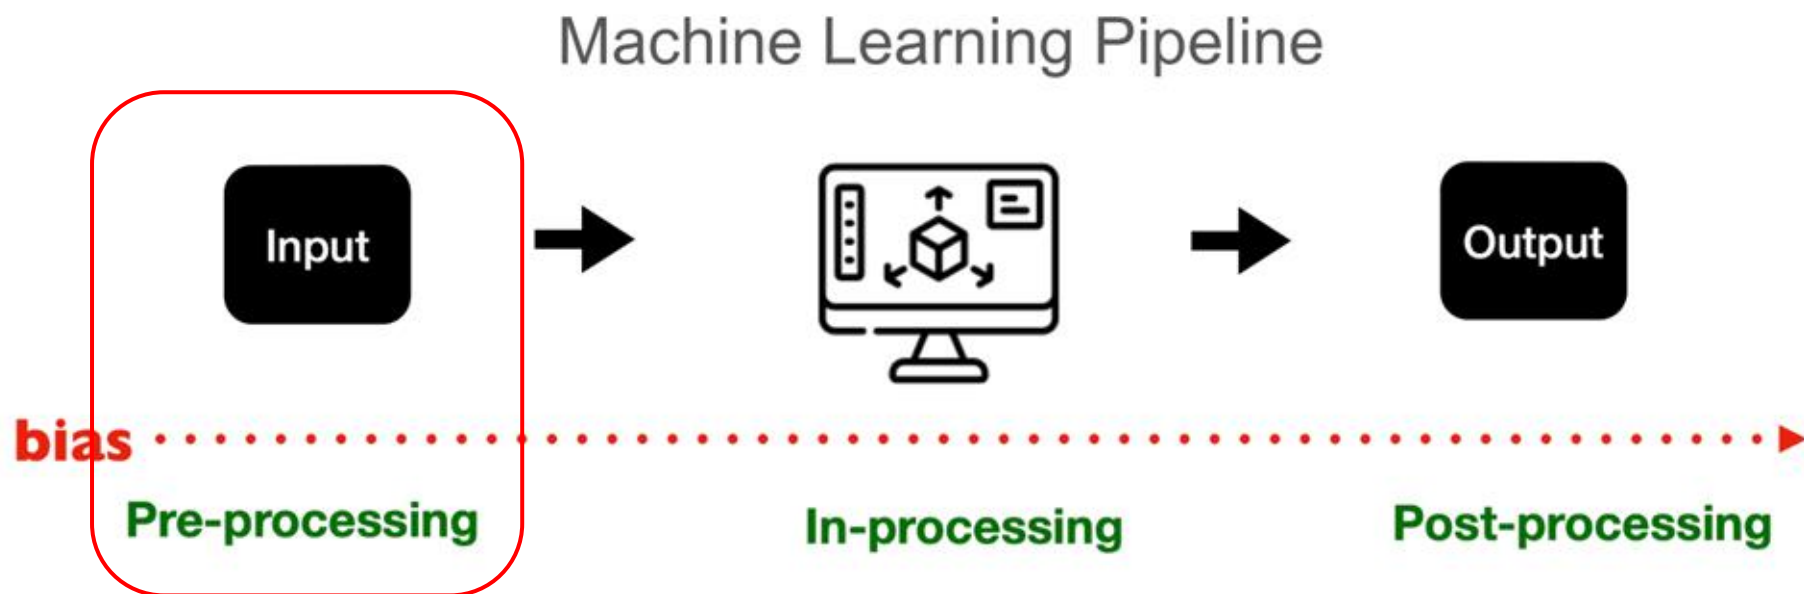 Machine Learning Pipeline
Input
Output
bias
Pre-processing
In-processing
Post-processing